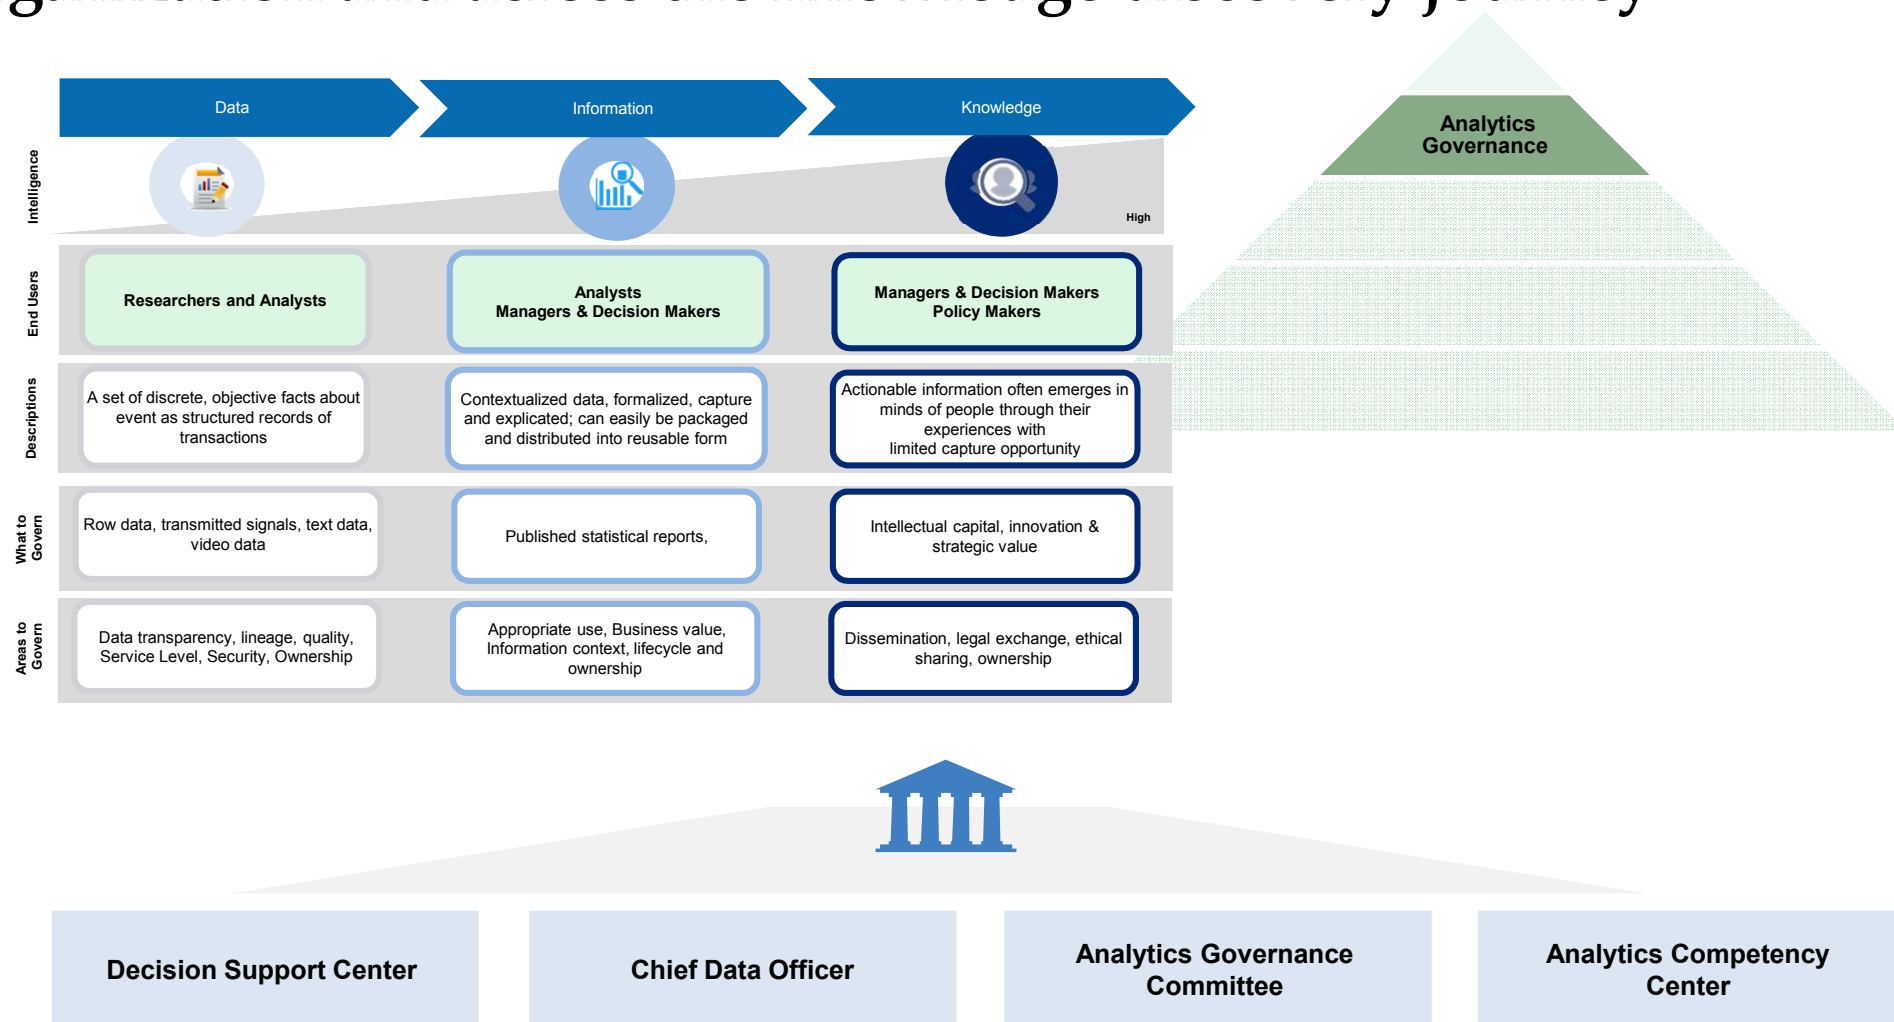 Data
Information
Knowledge
Analytics
Governance
Intelligence
High
End Users
Researchers and Analysts
Analysts
Managers & Decision Makers
Managers & Decision Makers
Policy Makers
Descriptions
A set of discrete, objective facts about
event as structured records of
transactions
Contextualized data, formalized, capture
and explicated; can easily be packaged
and distributed into reusable form
Actionable information often emerges in
minds of people through their
experiences with
limited capture opportunity
What to
Govern
Row data, transmitted signals, text data,
video data
Published statistical reports,
Intellectual capital, innovation &
strategic value
Areas to
Govern
Data transparency, lineage, quality,
Service Level, Security, Ownership
Appropriate use, Business value,
Information context, lifecycle and
ownership
Dissemination, legal exchange, ethical
sharing, ownership
Decision Support Center
Chief Data Officer
Analytics Governance
Committee
Analytics Competency
Center